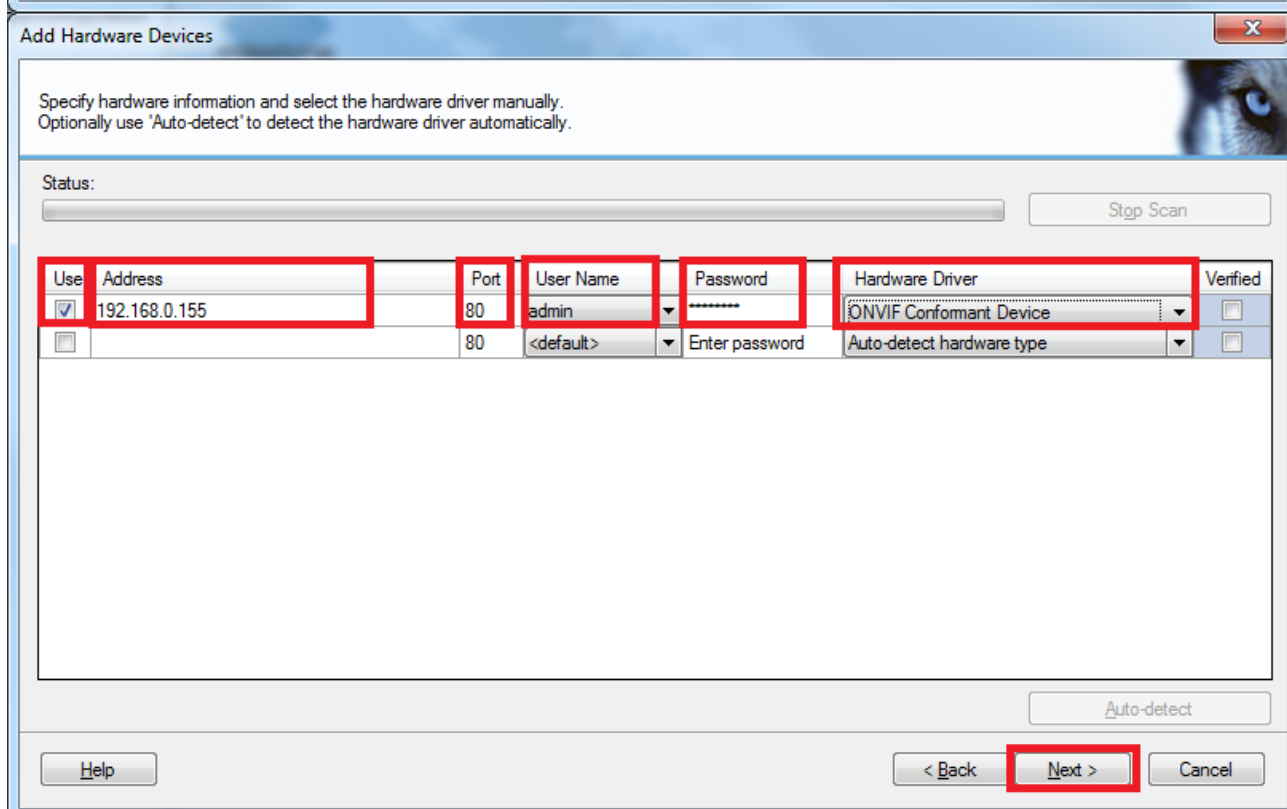 Add Hardware Devices
Specify hardware information and select the hardware driver manually.
Optionally use 'Auto-detect' to detect the hardware driver automatically.
Status:
Stop Scan
Use Address Port User Name Password Hardware Driver Verified
192.168.0.155 80 admin ******** ONVIF Conformant Device
80 <default> Enter password Auto-detect hardware type
Auto-detect
Help < Back Next > Cancel